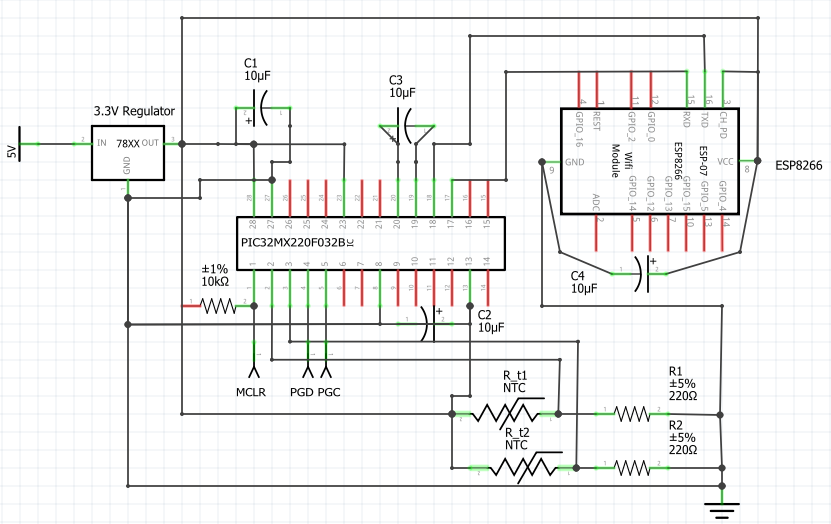 C1
10µF
C3
10µF
3.3V Regulator
5V
78XX
IN
OUT
GND
1
2
3
GPIO_16
REST
GPIO_2
GPIO_0
RXD
TXD
CH_PD
4
1
11
12
15
16
3
Wifi
Module
ESP8266
ESP-07
GND
9
VCC
8
ESP8266
ADC
GPIO_14
GPIO_12
GPIO_13
GPIO_15
GPIO_5
GPIO_4
2
5
6
7
10
13
14
C4
10µF
28 27 26 25 24 23 22 21 20 19 18 17 16 15
PIC32MX220F032B
1 2 3 4 5 6 7 8 9 10 11 12 13 14
±1%
10kΩ
C2
10µF
MCLR
PGD
PGC
R_t1
NTC
R_t2
NTC
R1
±5%
220Ω
R2
±5%
220Ω